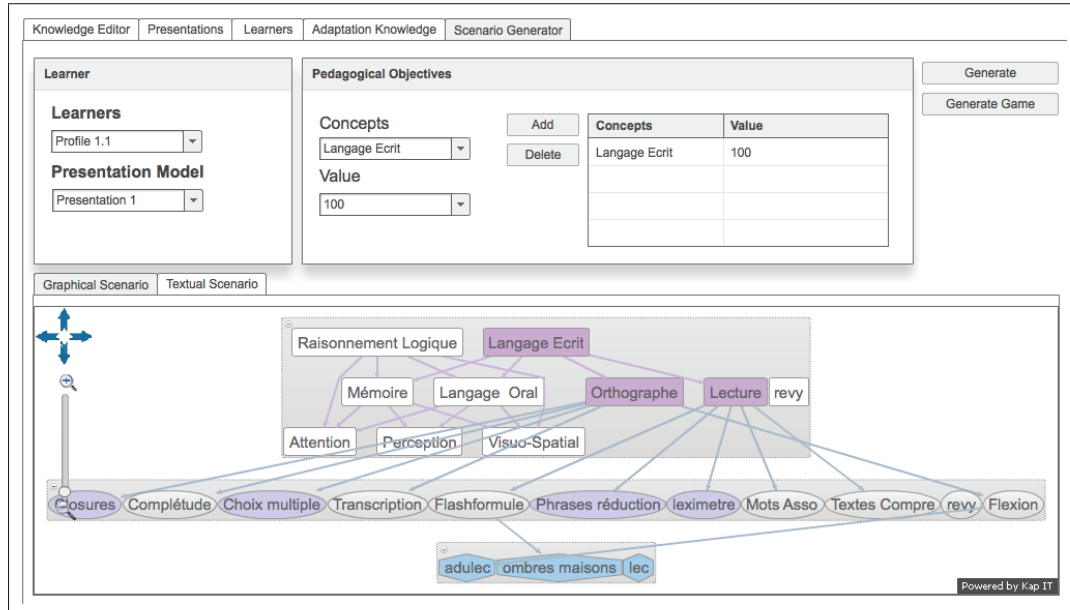 Knowledge Editor Presentations Learners Adaptation Knowledge Scenario Generator
Learner
Learners
Profile 1.1
Presentation Model
Presentation 1
Pedagogical Objectives
Concepts
Langage Ecrit
Value
100
Add
Delete
Concepts Value
Langage Ecrit 100
Generate
Generate Game
Graphical Scenario Textual Scenario
Raisonnement Logique Langage Ecrit
Mémoire Langage Oral Orthographe Lecture revy
Attention Perception Visuo-Spatial
Closures Complétude Choix multiple Transcription Flashformule Phrases réduction leximetre Mots Asso Textes Compre revy Flexion
adulec ombres maisons lec
Powered by Kap IT